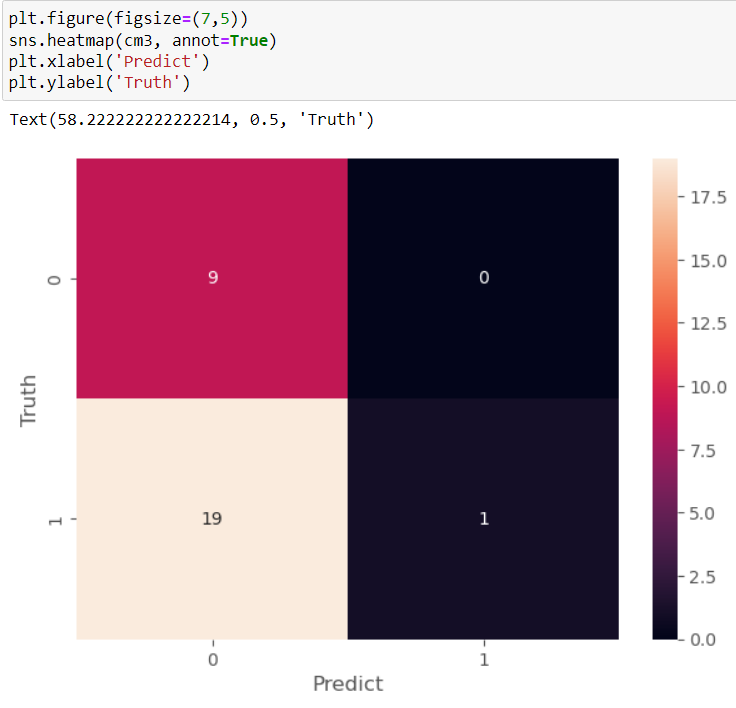 plt.figure(figsize=(7,5))
sns.heatmap(cm3, annot=True)
plt.xlabel('Predict')
plt.ylabel('Truth')
Text(58.222222222222214, 0.5, 'Truth')
17.5
15.0
12.5
10.0
7.5
5.0
2.5
0.0
Truth
0
1
9
0
19
1
0
1
Predict